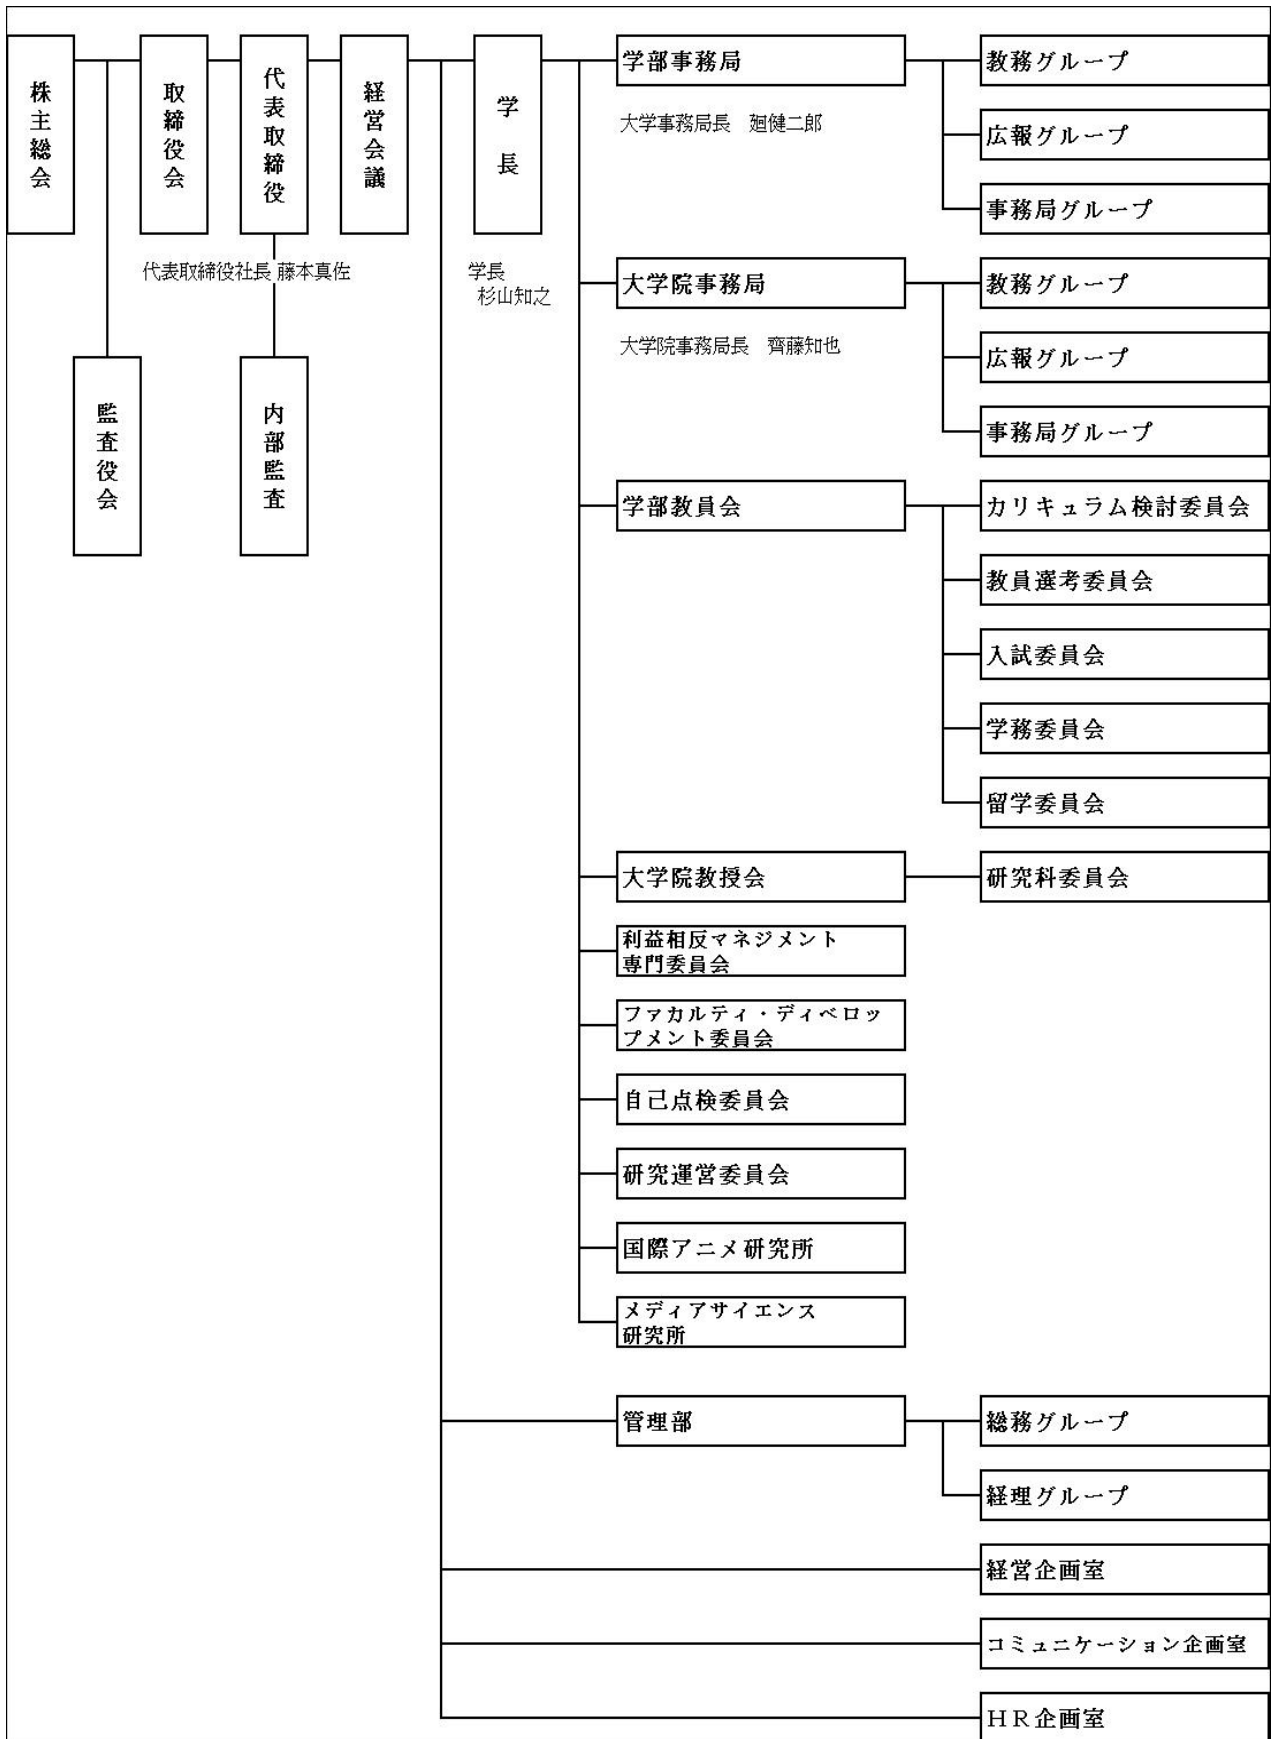 株主総会
取締役会
代表取締役
経営会議
学長
学部事務局
教務グループ
大学事務局長　廻健二郎
広報グループ
事務局グループ
代表取締役社長 藤本真佐
学長
杉山知之
大学院事務局
教務グループ
大学院事務局長　齊藤知也
広報グループ
監査役会
内部監査
事務局グループ
学部教員会
カリキュラム検討委員会
教員選考委員会
入試委員会
学務委員会
留学委員会
大学院教授会
研究科委員会
利益相反マネジメント
専門委員会
ファカルティ・ディベロッ
プメント委員会
自己点検委員会
研究運営委員会
国際アニメ研究所
メディアサイエンス
研究所
管理部
総務グループ
経理グループ
経営企画室
コミュニケーション企画室
ＨＲ企画室